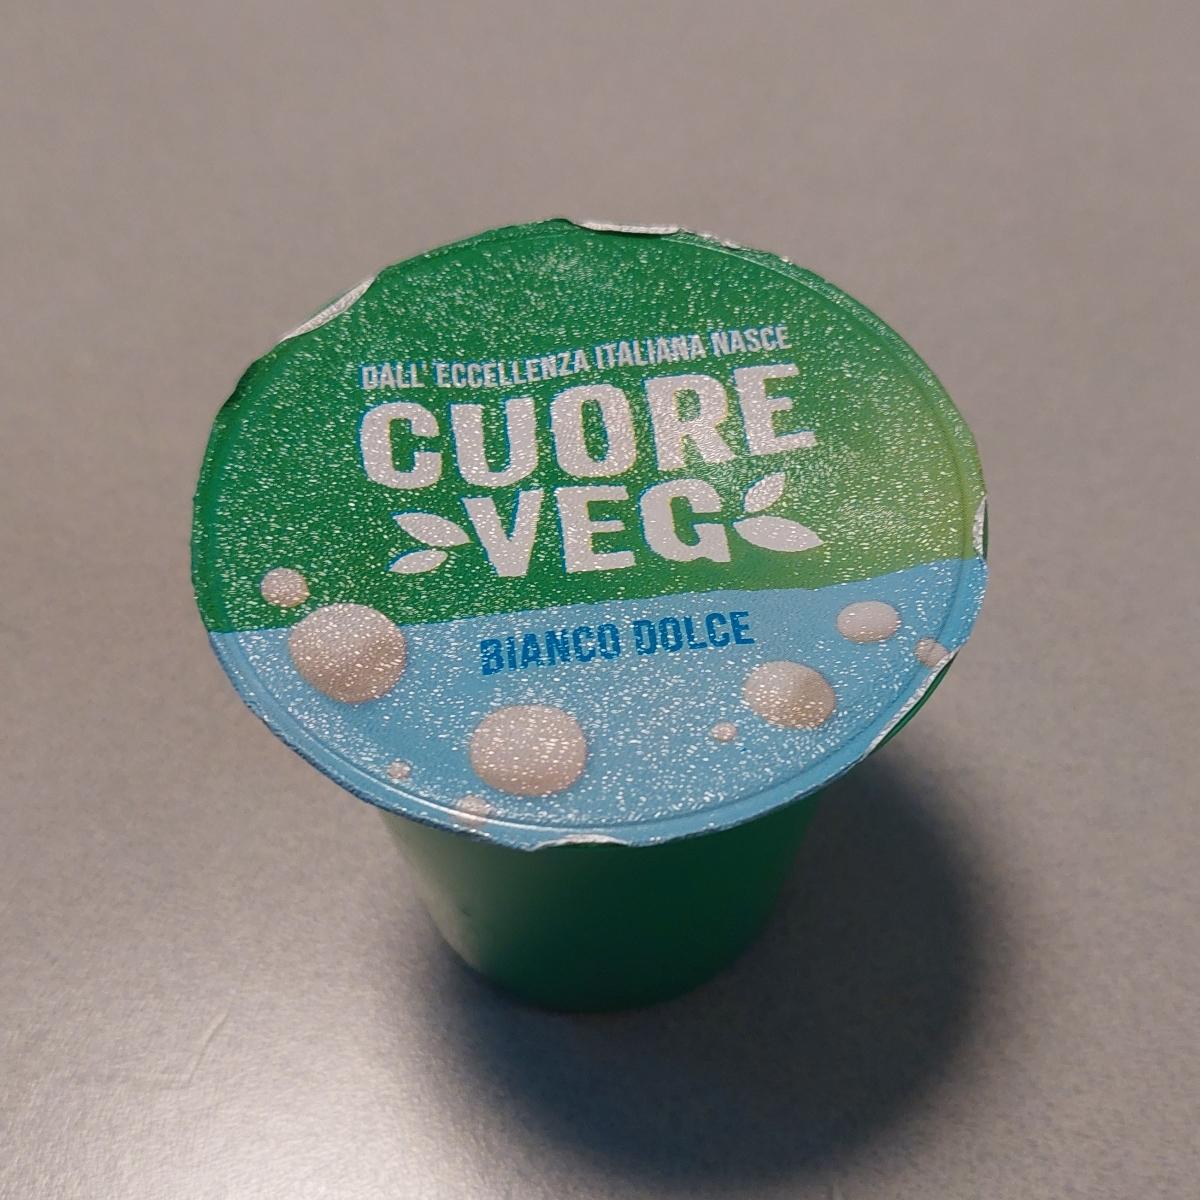 DALL' ECCELLENZA ITALIANA NASCE
CUORE
VEG
BIANCO DOLCE